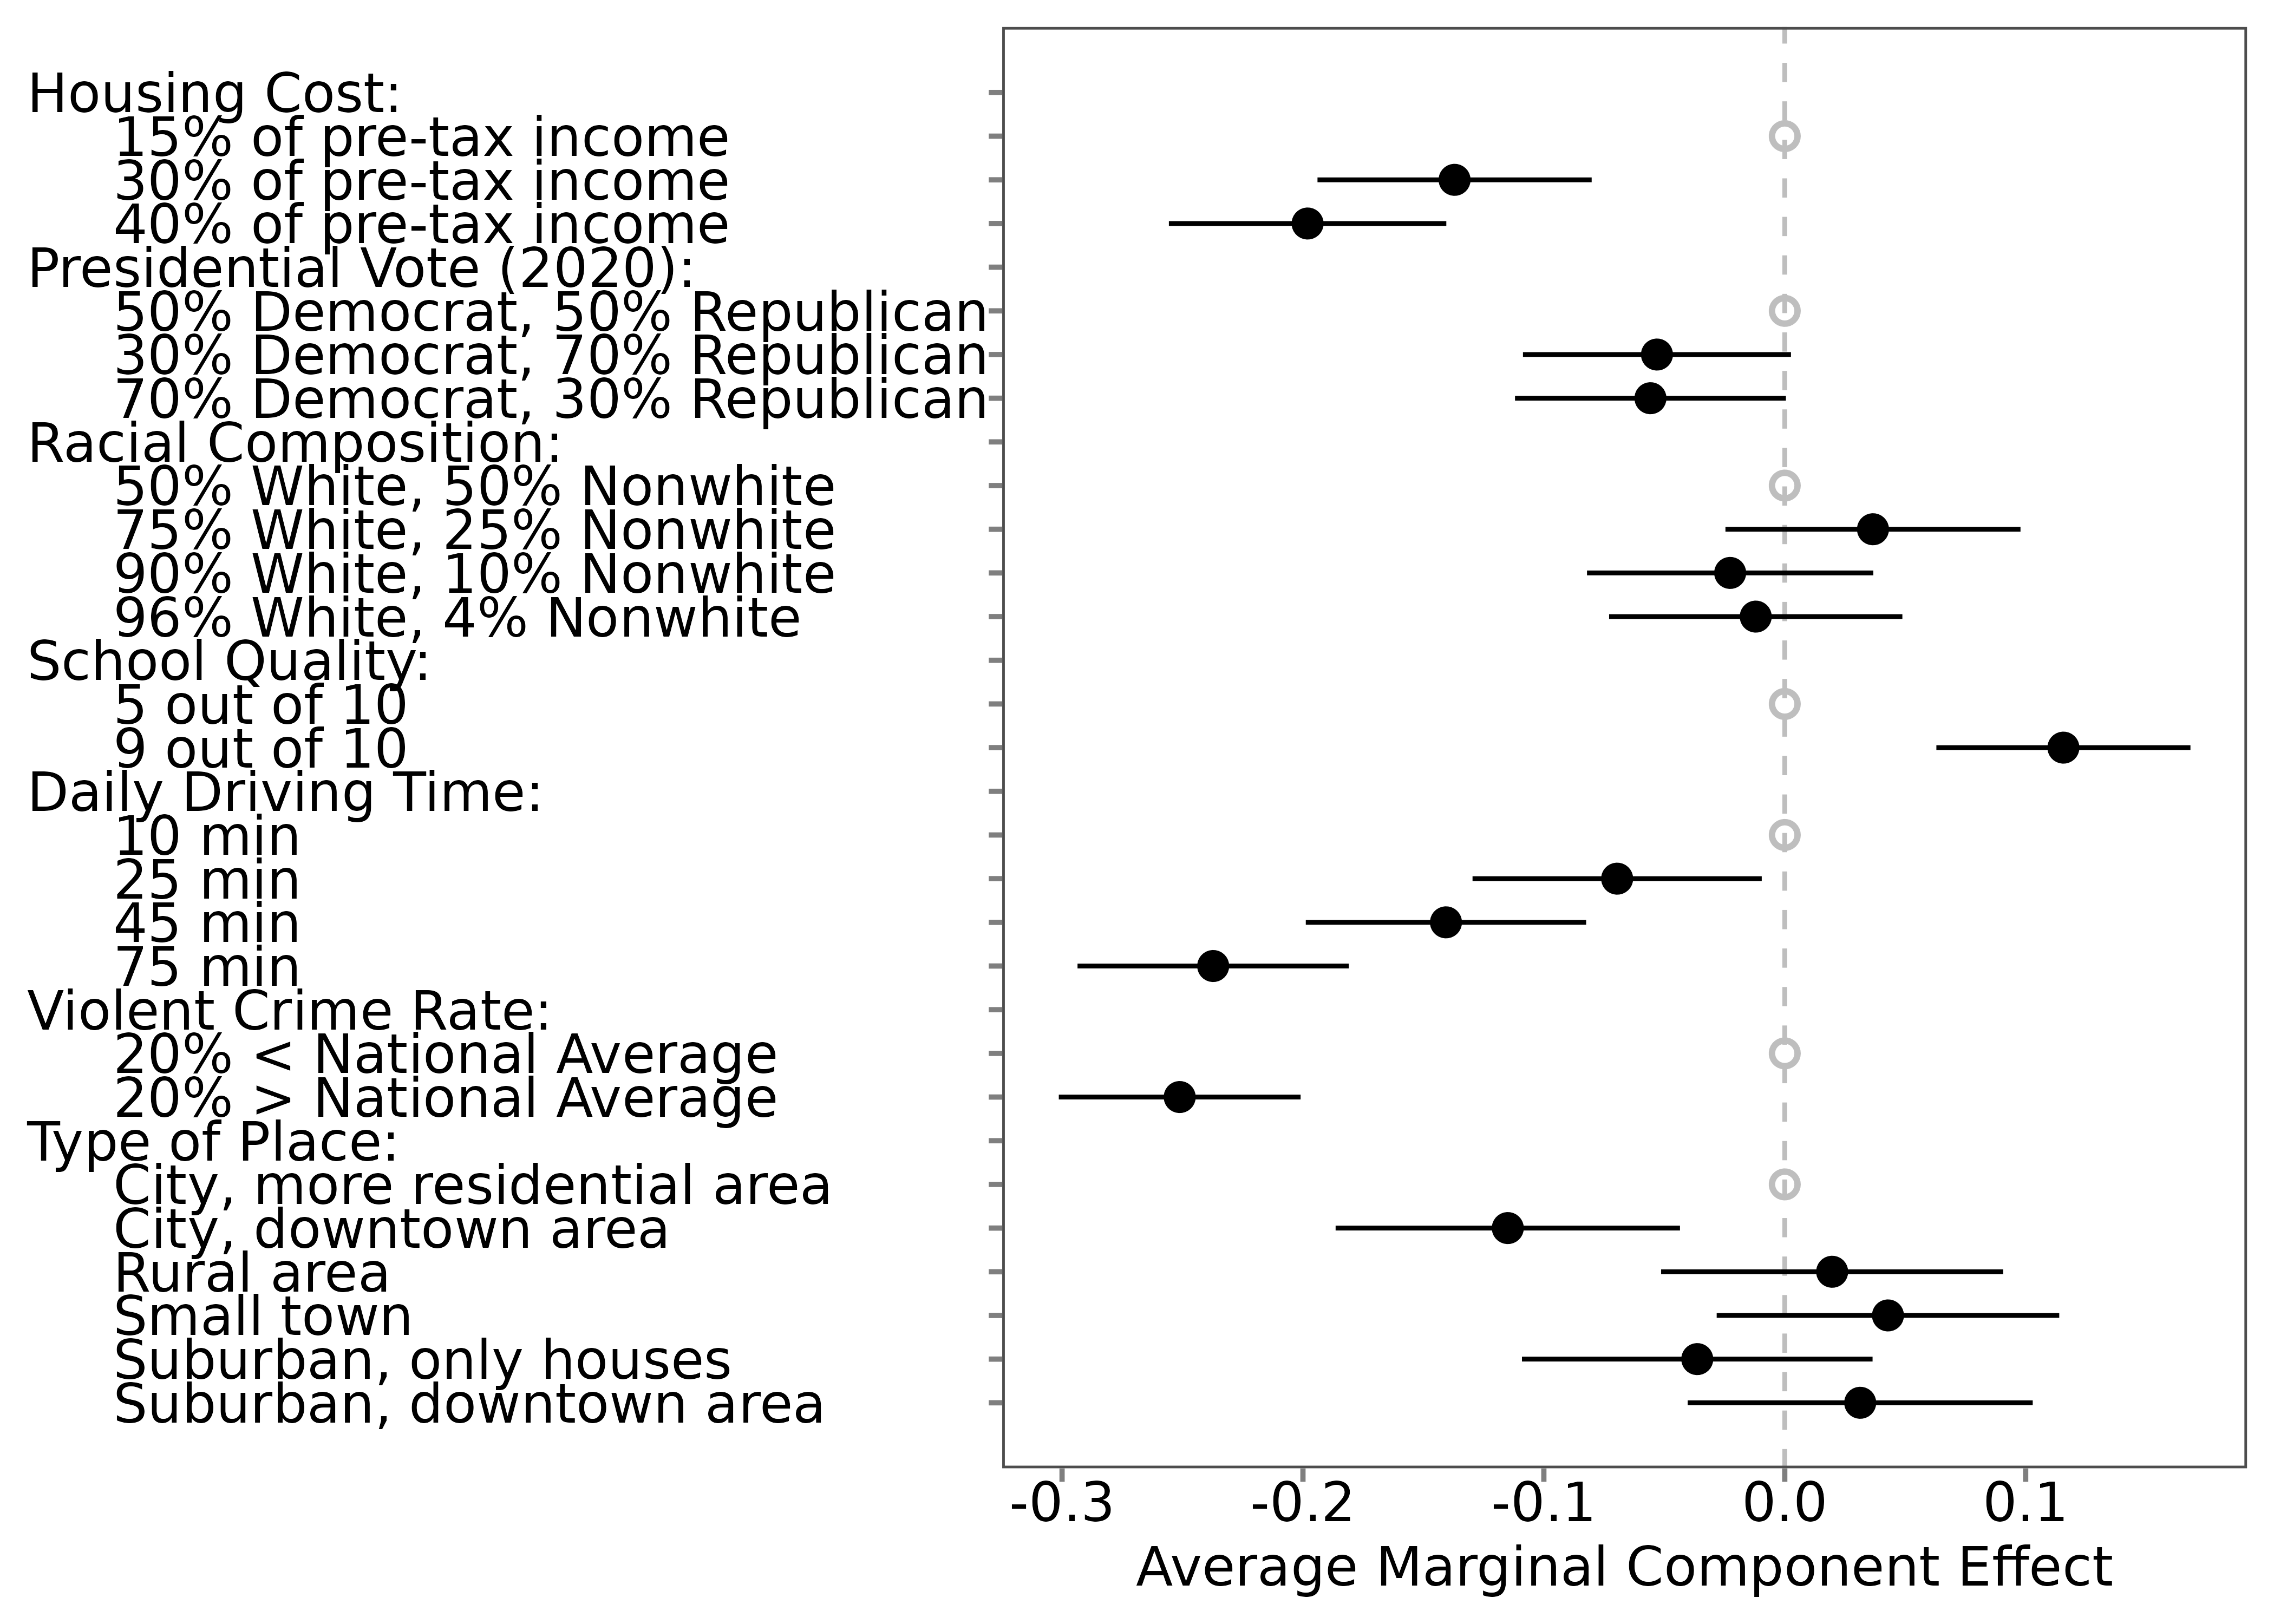 Housing Cost:
15% of pre-tax income
30% of pre-tax income
40% of pre-tax income
Presidential Vote (2020):
50% Democrat, 50% Republican
30% Democrat, 70% Republican
70% Democrat, 30% Republican
Racial Composition:
50% White, 50% Nonwhite
75% White, 25% Nonwhite
90% White, 10% Nonwhite
96% White, 4% Nonwhite
School Quality:
5 out of 10
9 out of 10
Daily Driving Time:
10 min
25 min
45 min
75 min
Violent Crime Rate:
20% < National Average
20% > National Average
Type of Place:
City, more residential area
City, downtown area
Rural area
Small town
Suburban, only houses
Suburban, downtown area
-0.3 -0.2 -0.1 0.0 0.1
Average Marginal Component Effect